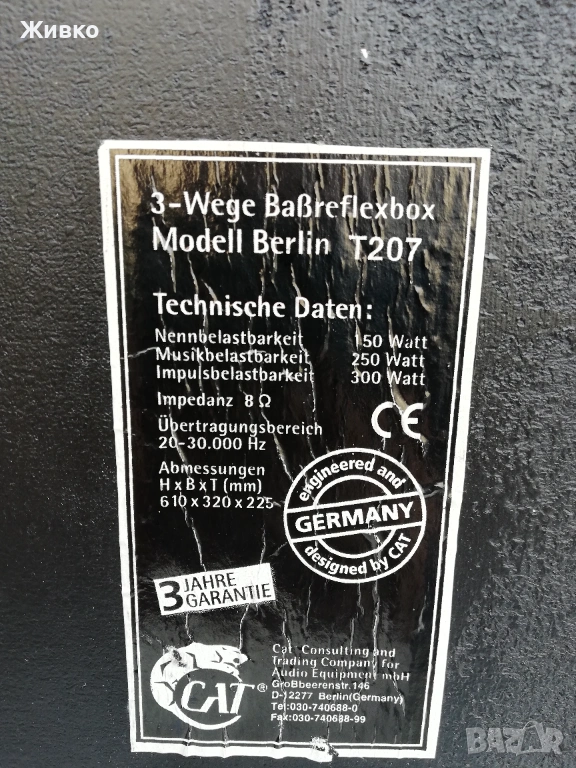 Живко
3-Wege Baßreflexbox
Modell Berlin T207
Technische Daten:
Nennbelastbarkeit 150 Watt
Musikbelastbarkeit 250 Watt
Impulsbelastbarkeit 300 Watt
Impedanz 8 Ω
Übertragungsbereich
20-30.000 Hz
CE
Abmessungen
H x B x T (mm)
610 x 320 x 225
engineered and
GERMANY
designed by CAT
3 JAHRE
GARANTIE
CAT®
Cat Consulting and
Trading Company for
Audio Equipment mbH
Großbeerenstr.146
D-12277 Berlin(Germany)
Tel:030-740688-0
Fax:030-740688-99
BAZAR